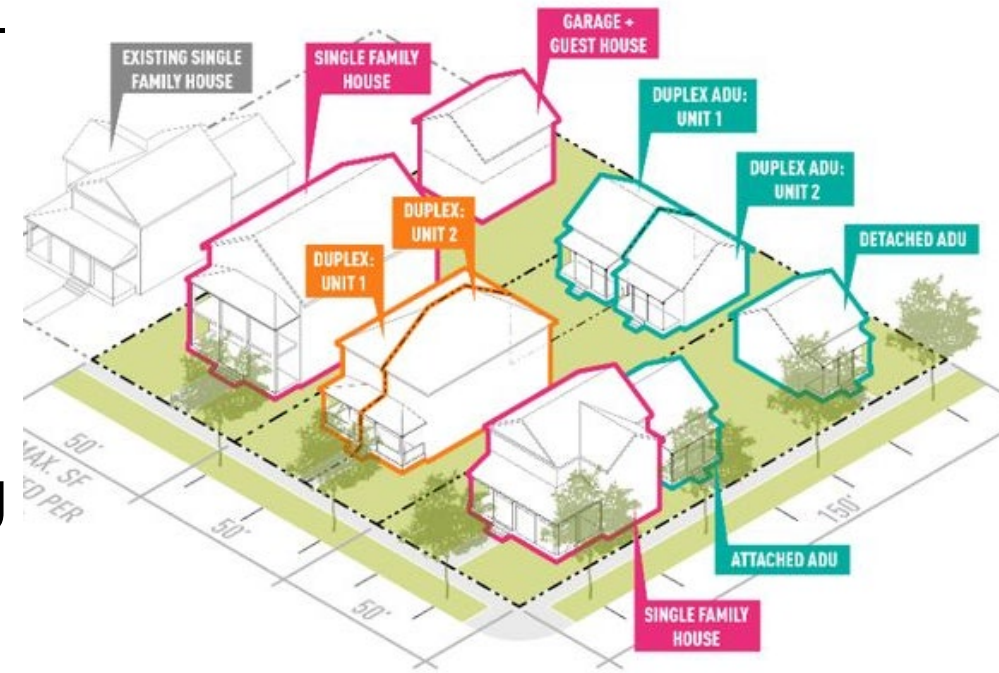 GARAGE +
GUEST HOUSE
EXISTING SINGLE
FAMILY HOUSE
SINGLE FAMILY
HOUSE
DUPLEX ADU:
UNIT 1
DUPLEX ADU:
UNIT 2
DUPLEX:
UNIT 2
DETACHED ADU
DUPLEX:
UNIT 1
50'
MAX. SF
PER
50'
150'
ATTACHED ADU
50'
SINGLE FAMILY
HOUSE